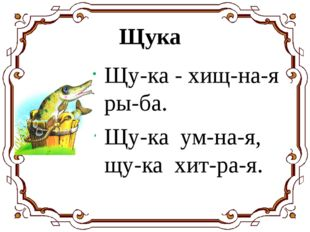 Щука
Щу-ка - хищ-на-я
ры-ба.
Щу-ка ум-на-я,
щу-ка хит-ра-я.